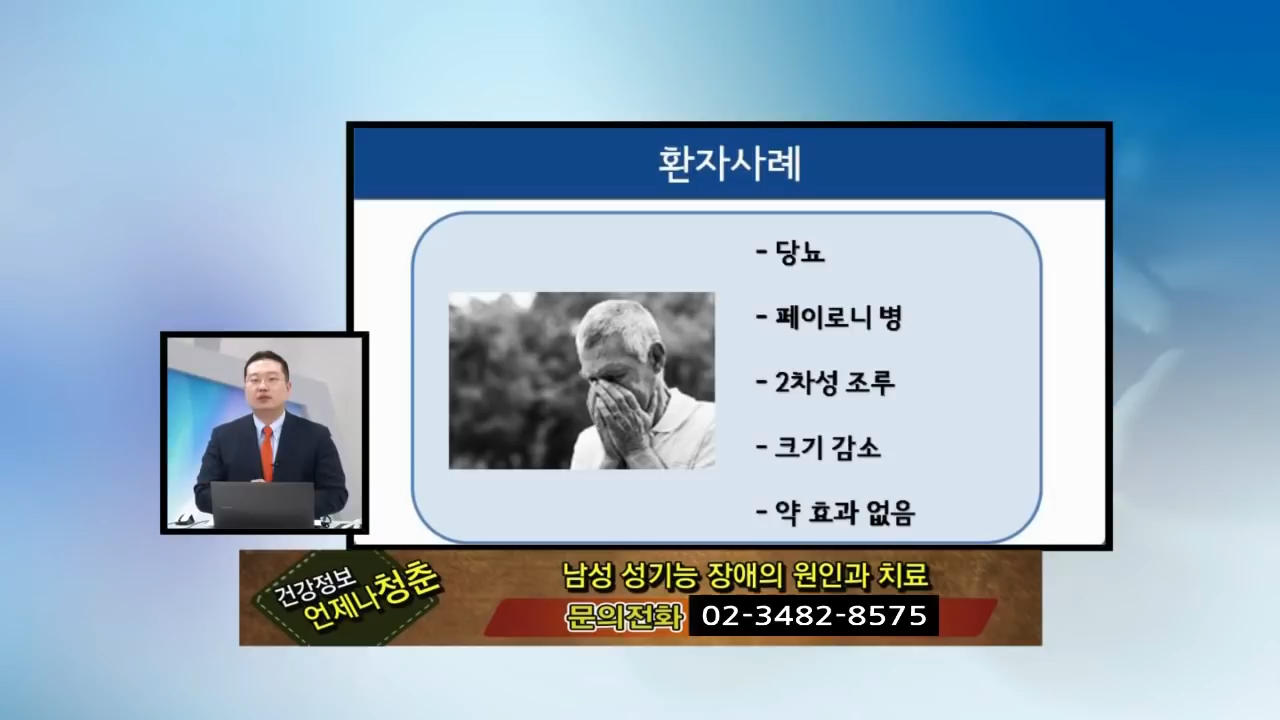 환자사례
- 당뇨
- 페이로니 병
- 2차성 조루
- 크기 감소
- 약 효과 없음
건강정보
언제나청춘
남성 성기능 장애의 원인과 치료
문의전화 02-3482-8575